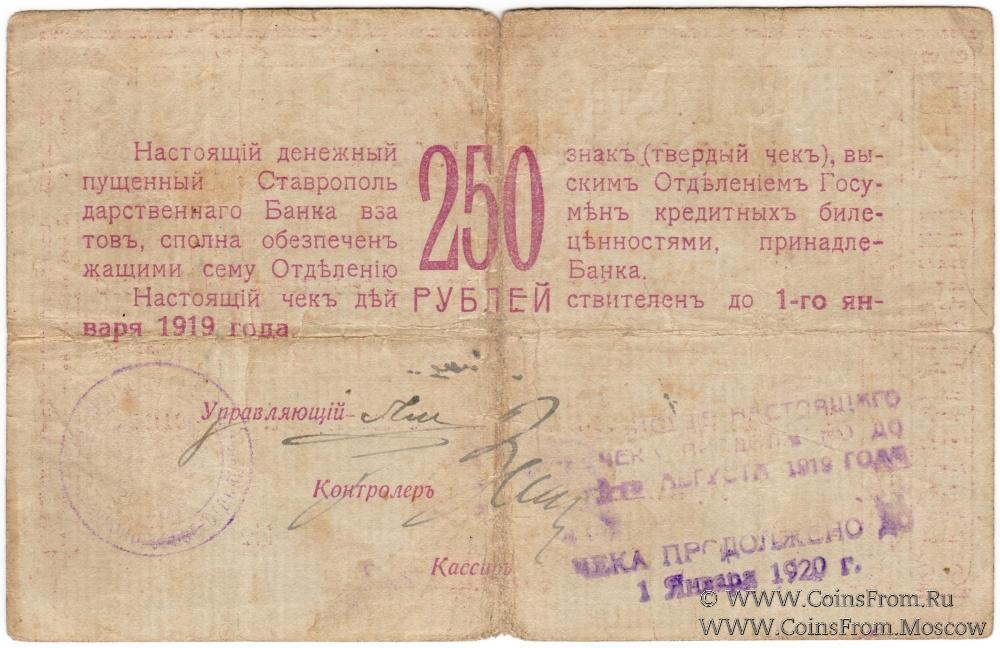 Настоящій денежный знакъ (твердый чекъ), вы-
пущенный Ставрополь скимъ Отдѣленіемъ Госу-
дарственнаго Банка вза мѣнъ кредитныхъ биле-
товъ, сполна обезпеченъ цѣнностями, принадле-
жащими сему Отдѣленію Банка.
250
РУБЛЕЙ
Настоящій чекъ дѣй ствителенъ до 1-го ян-
варя 1919 года.
Управляющій
Контролеръ
Кассиръ
НАСТОЯЩАГО
ЧЕКА ДО
АВГУСТА 1919 ГОДА
ЧЕКА ПРОДОЛЖЕНО ДО
1 Января 1920 г.
© WWW.CoinsFrom.Ru
WWW.CoinsFrom.Moscow